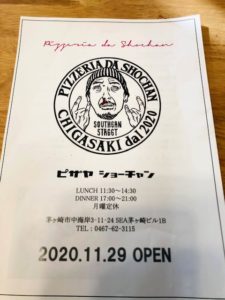 Pizzeria da Shochan
PIZZERIA DA SHOCHAN
SOUTHERN
STREET
CHIGASAKI dal 2020
ピザヤ ショーチャン
LUNCH 11:30〜14:30
DINNER 17:00〜21:00
月曜定休
茅ヶ崎市中海岸3-11-24 SEA茅ヶ崎ビル1B
TEL : 0467-62-3115
2020.11.29 OPEN